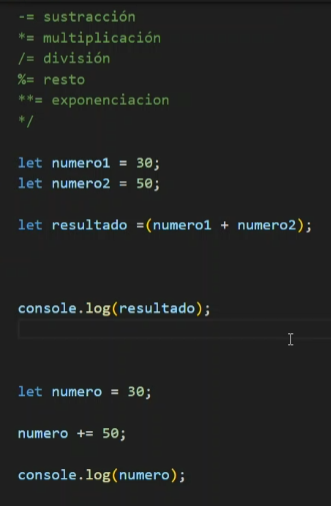 -= sustracción
*= multiplicación
/= división
%= resto
**= exponenciacion
*/
let numero1 = 30;
let numero2 = 50;
let resultado =(numero1 + numero2);
console.log(resultado);
let numero = 30;
numero += 50;
console.log(numero);